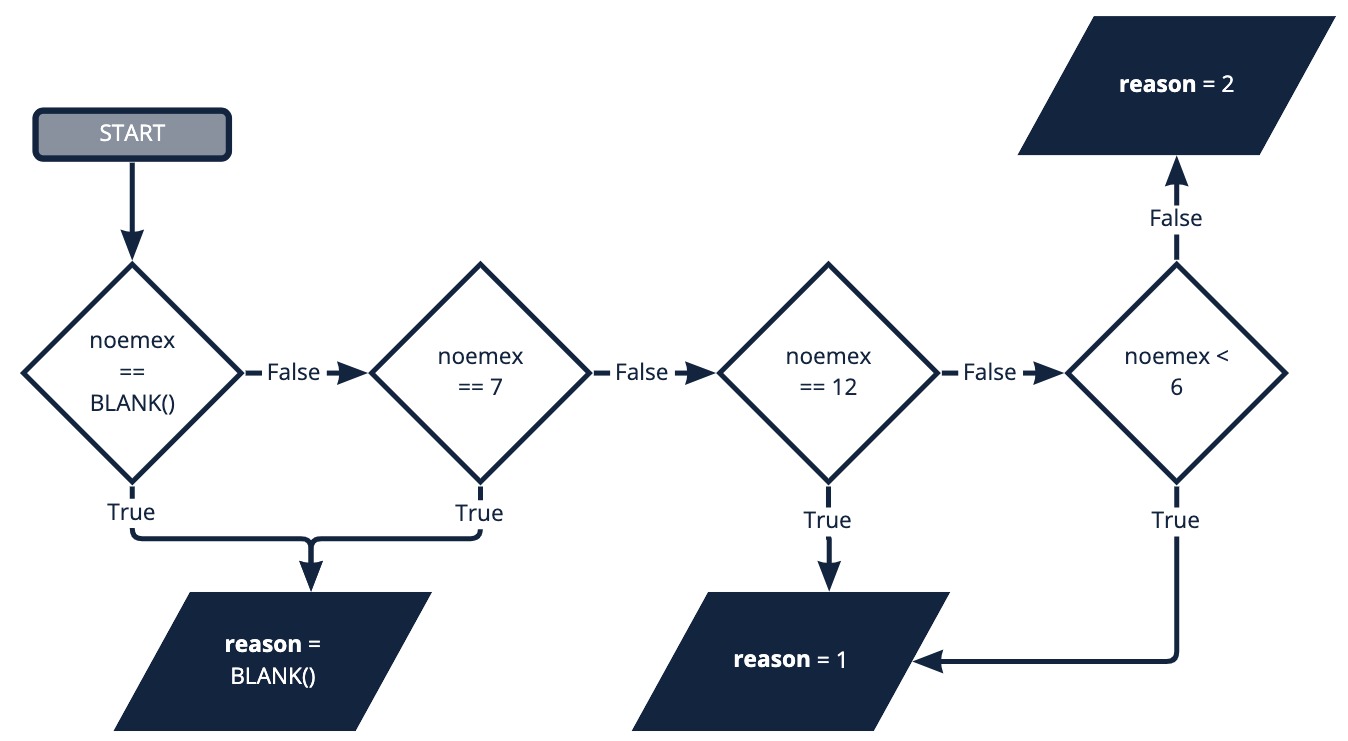 reason = 2
START
False
noemex
==
BLANK()
False
noemex
== 7
False
noemex
== 12
False
noemex <
6
True
True
True
True
reason =
BLANK()
reason = 1